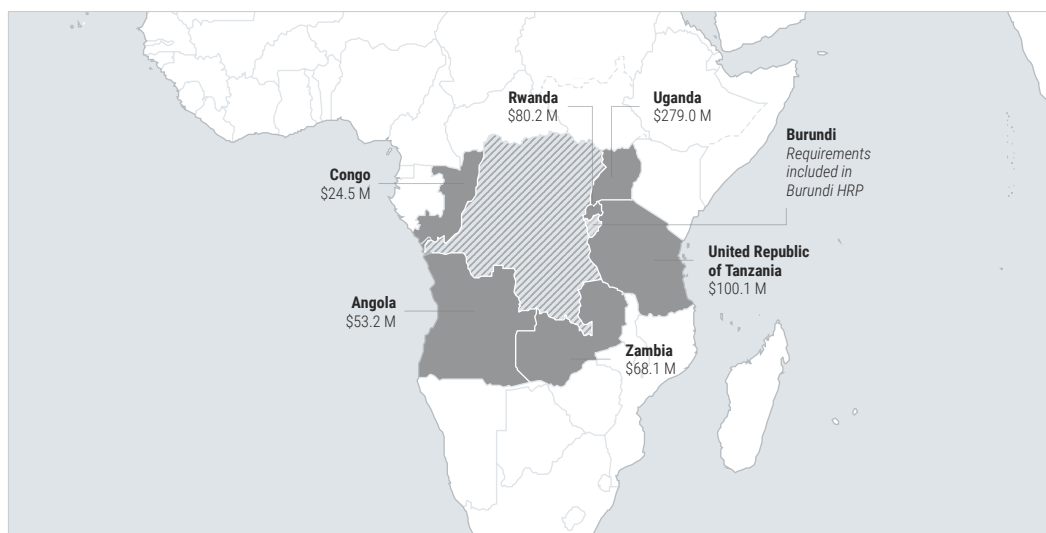 Rwanda
$80.2 M
Uganda
$279.0 M
Burundi
Requirements
included in
Burundi HRP
Congo
$24.5 M
United Republic
of Tanzania
$100.1 M
Angola
$53.2 M
Zambia
$68.1 M